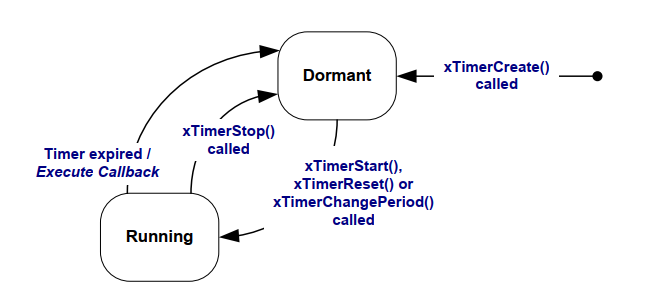 Dormant
xTimerCreate()
called
xTimerStop()
called
Timer expired /
Execute Callback
xTimerStart(),
xTimerReset() or
xTimerChangePeriod()
called
Running